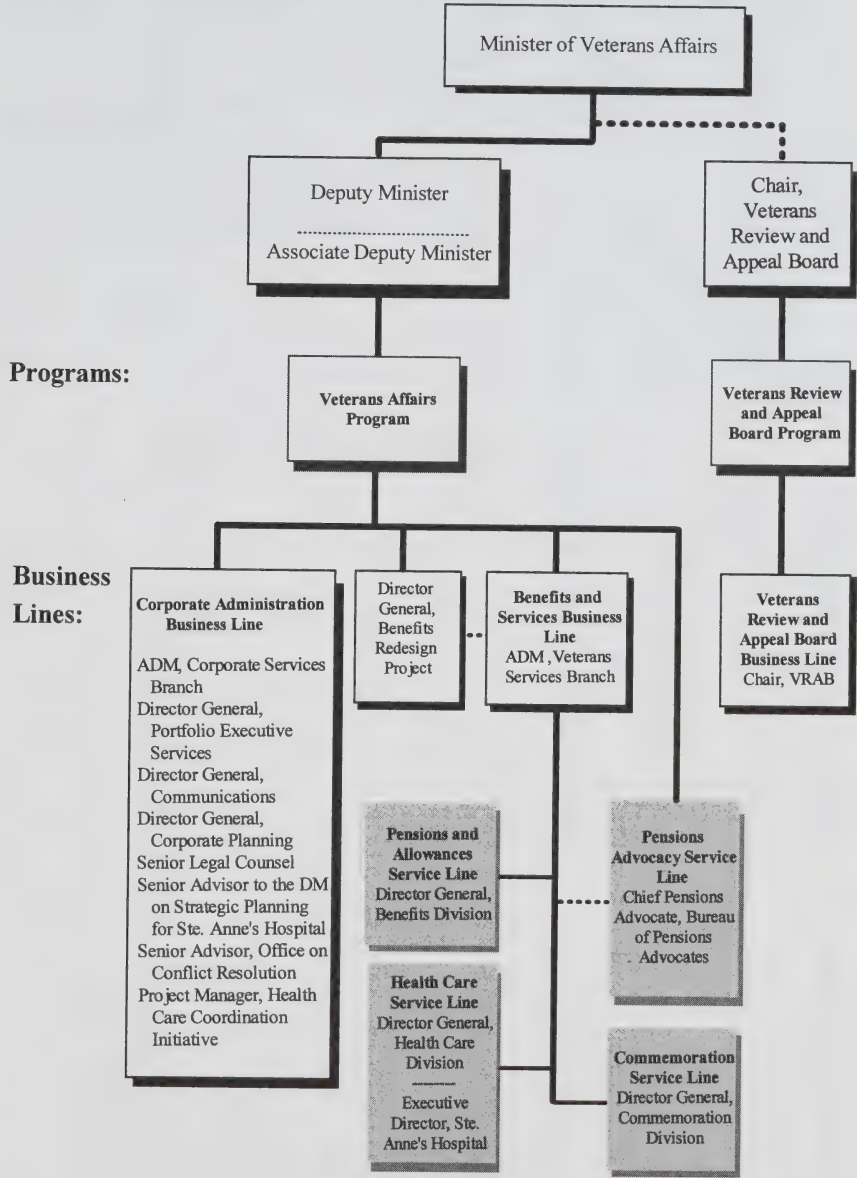 Minister of Veterans Affairs
Deputy Minister
Associate Deputy Minister
Chair,
Veterans
Review and
Appeal Board
Programs:
Veterans Affairs
Program
Veterans Review
and Appeal
Board Program
Business
Lines:
Corporate Administration
Business Line
ADM, Corporate Services
Branch
Director General,
Portfolio Executive
Services
Director General,
Communications
Director General,
Corporate Planning
Senior Legal Counsel
Senior Advisor to the DM
on Strategic Planning
for Ste. Anne's Hospital
Senior Advisor, Office on
Conflict Resolution
Project Manager, Health
Care Coordination
Initiative
Director
General,
Benefits
Redesign
Project
Benefits and
Services Business
Line
ADM , Veterans
Services Branch
Veterans
Review and
Appeal Board
Business Line
Chair, VRAB
Pensions and
Allowances
Service Line
Director General,
Benefits Division
Pensions
Advocacy Service
Line
Chief Pensions
Advocate, Bureau
of Pensions
Advocates
Health Care
Service Line
Director General,
Health Care
Division
Executive
Director, Ste.
Anne's Hospital
Commemoration
Service Line
Director General,
Commemoration
Division